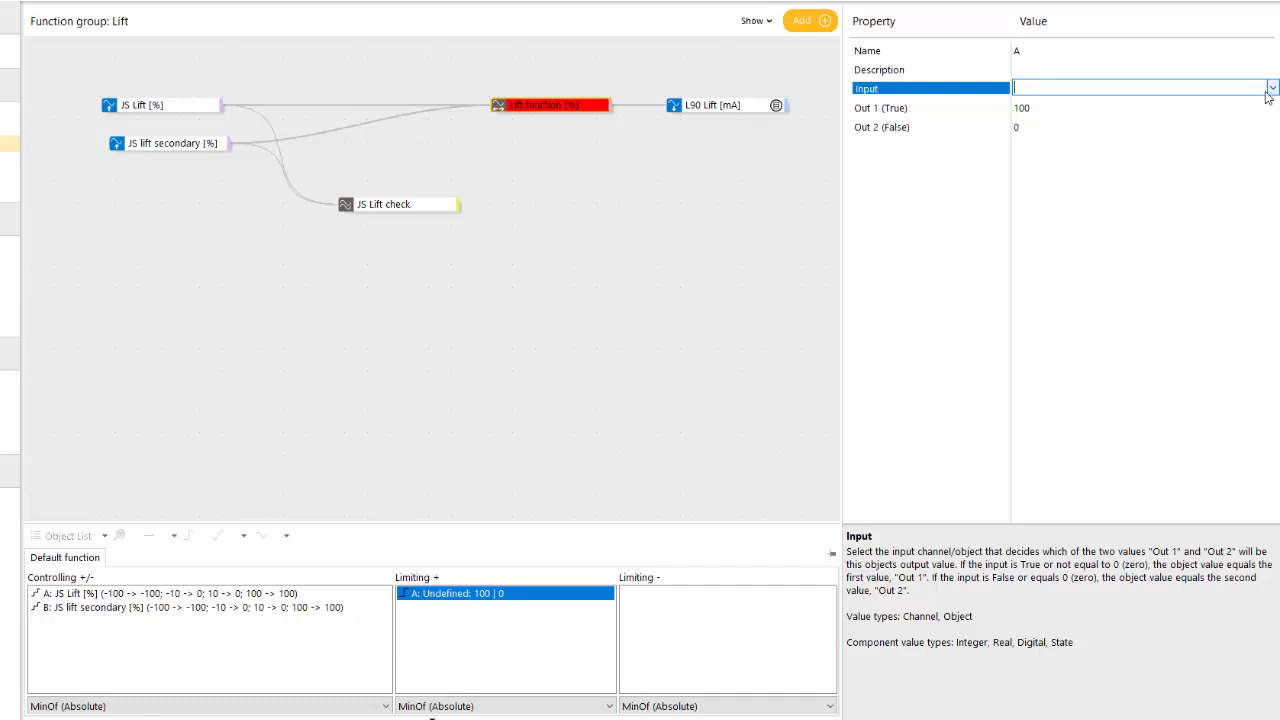 Function group: Lift
Show
Add
JS Lift [%]
Lift function [%]
L90 Lift [mA]
JS lift secondary [%]
JS Lift check
Property Value
Name A
Description
Input
Out 1 (True) 100
Out 2 (False) 0
Object List
Default function
Controlling +/-
A: JS Lift [%] (-100 -> -100; -10 -> 0; 10 -> 0; 100 -> 100)
B: JS lift secondary [%] (-100 -> -100; -10 -> 0; 10 -> 0; 100 -> 100)
MinOf (Absolute)
Limiting +
A: Undefined: 100 | 0
MinOf (Absolute)
Limiting -
MinOf (Absolute)
Input
Select the input channel/object that decides which of the two values "Out 1" and "Out 2" will be
this objects output value. If the input is True or not equal to 0 (zero), the object value equals the
first value, "Out 1". If the input is False or equals 0 (zero), the object value equals the second
value, "Out 2".
Value types: Channel, Object
Component value types: Integer, Real, Digital, State